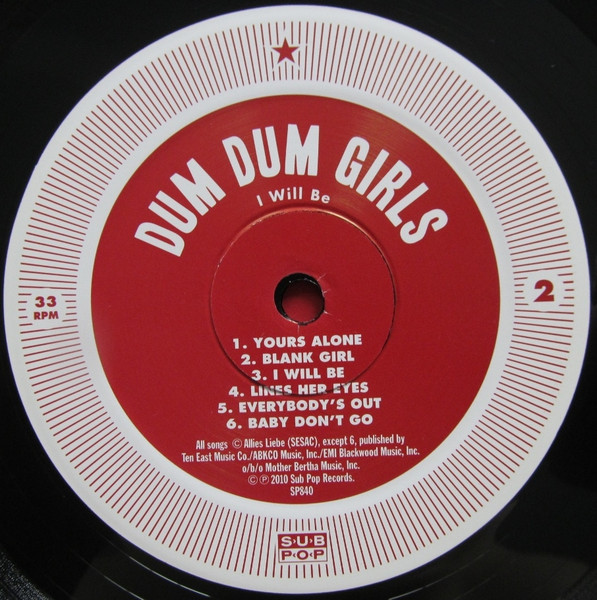 DUM DUM GIRLS
I Will Be
33
RPM
2
1. YOURS ALONE
2. BLANK GIRL
3. I WILL BE
4. LINES HER EYES
5. EVERYBODY'S OUT
6. BABY DON'T GO
All songs © Allies Liebe (SESAC), except 6, published by
Ten East Music Co./ABKCO Music, Inc./EMI Blackwood Music, Inc.
o/b/o Mother Bertha Music, Inc.
© ℗ 2010 Sub Pop Records.
SP840
SUB
POP